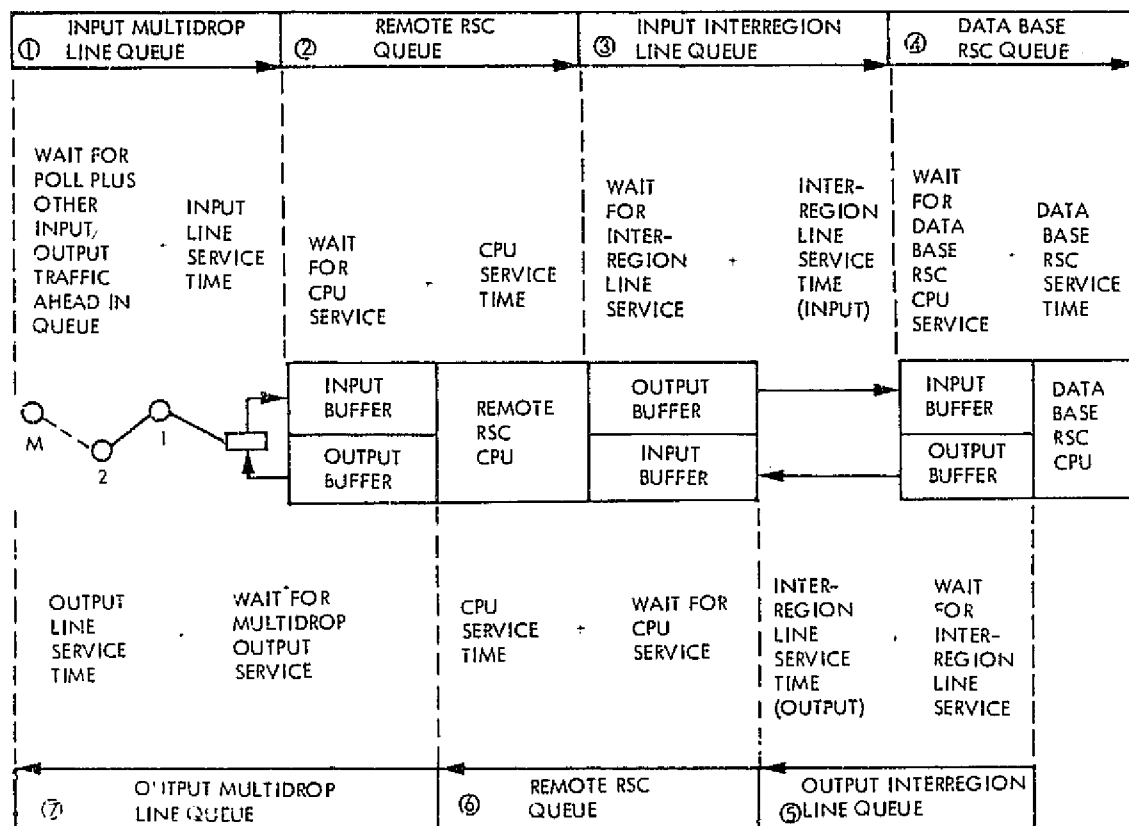 ① INPUT MULTIDROP
LINE QUEUE
② REMOTE RSC
QUEUE
③ INPUT INTERREGION
LINE QUEUE
④ DATA BASE
RSC QUEUE
WAIT FOR
POLL PLUS
OTHER
INPUT/
OUTPUT
TRAFFIC
AHEAD IN
QUEUE
INPUT
LINE
SERVICE
TIME
WAIT
FOR
CPU
SERVICE
CPU
SERVICE
TIME
WAIT
FOR
INTER-
REGION
LINE
SERVICE
+
INTER-
REGION
LINE
SERVICE
TIME
(INPUT)
WAIT
FOR
DATA
BASE
RSC
CPU
SERVICE
DATA
BASE
RSC
SERVICE
TIME
M
2
1
INPUT
BUFFER
OUTPUT
BUFFER
REMOTE
RSC
CPU
OUTPUT
BUFFER
INPUT
BUFFER
INPUT
BUFFER
OUTPUT
BUFFER
DATA
BASE
RSC
CPU
OUTPUT
LINE
SERVICE
TIME
WAIT FOR
MULTIDROP
OUTPUT
SERVICE
CPU
SERVICE
TIME
+
WAIT FOR
CPU
SERVICE
INTER-
REGION
LINE
SERVICE
TIME
(OUTPUT)
WAIT
FOR
INTER-
REGION
LINE
SERVICE
⑦ OUTPUT MULTIDROP
LINE QUEUE
⑥ REMOTE RSC
QUEUE
⑤ OUTPUT INTERREGION
LINE QUEUE